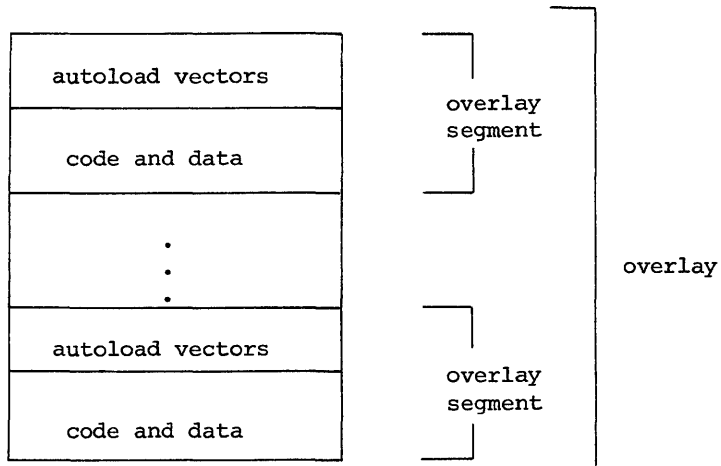 autoload vectors
overlay
segment
code and data
.
.
.
overlay
autoload vectors
overlay
segment
code and data